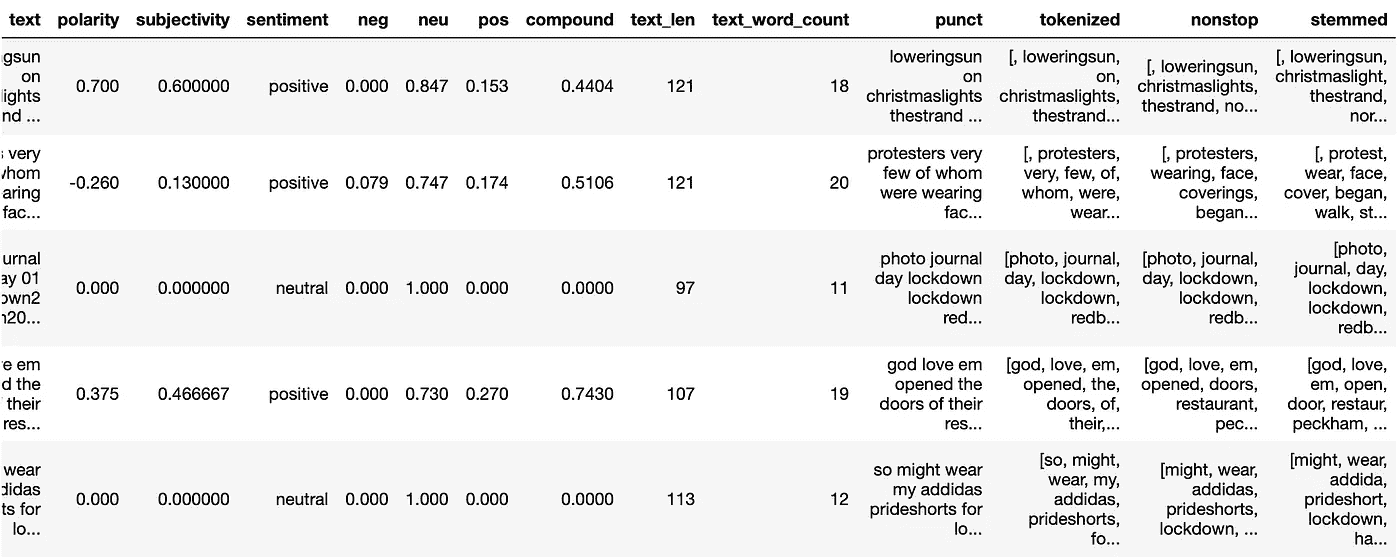 text polarity subjectivity sentiment neg neu pos compound text_len text_word_count punct tokenized nonstop stemmed
gsun
on
lights
nd ...
0.700 0.600000 positive 0.000 0.847 0.153 0.4404 121 18
loweringsun
on
christmaslights
thestrand ...
[, loweringsun,
on,
christmaslights,
thestrand...
[, loweringsun,
christmaslights,
thestrand, no...
[, loweringsun,
christmaslight,
thestrand,
nor...
very
whom
aring
fac...
-0.260 0.130000 positive 0.079 0.747 0.174 0.5106 121 20
protesters very
few of whom
were wearing
fac...
[, protesters,
very, few, of,
whom, were,
wear...
[, protesters,
wearing, face,
coverings,
began...
[, protest,
wear, face,
cover, began,
walk, st...
urnal
ay 01
own2
20...
0.000 0.000000 neutral 0.000 1.000 0.000 0.0000 97 11
photo journal
day lockdown
lockdown
red...
[photo, journal,
day, lockdown,
lockdown,
redb...
[photo, journal,
day, lockdown,
lockdown,
redb...
[photo,
journal, day,
lockdown,
lockdown,
redb...
e em
d the
their
res...
0.375 0.466667 positive 0.000 0.730 0.270 0.7430 107 19
god love em
opened the
doors of their
res...
[god, love, em,
opened, the,
doors, of,
their,...
[god, love, em,
opened, doors,
restaurant,
pec...
[god, love,
em, open,
door, restaur,
peckham, ...
wear
didas
ts for
lo...
0.000 0.000000 neutral 0.000 1.000 0.000 0.0000 113 12
so might wear
my addidas
prideshorts for
lo...
[so, might,
wear, my,
addidas,
prideshorts,
fo...
[might, wear,
addidas,
prideshorts,
lockdown, ...
[might, wear,
addida,
prideshort,
lockdown,
ha...